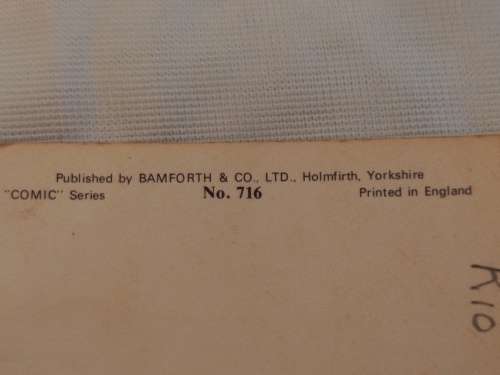 Published by BAMFORTH & CO., LTD., Holmfirth, Yorkshire
"COMIC" Series No. 716 Printed in England
R10